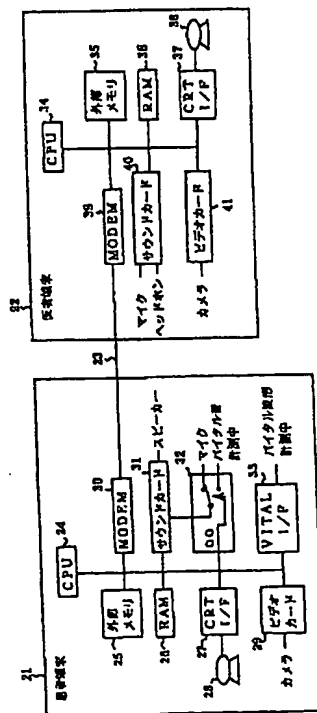 21
患者端末
CPU
24
外部
メモリ
25
MODEM
30
RAM
26
サウンドカード
31
スピーカー
32
CRT
I/F
27
28
DO
マイク
バイタル音
計測中
ビデオ
カード
29
カメラ
VITAL
I/F
33
バイタル波形
計測中
23
22
医者端末
CPU
34
MODEM
39
外部
メモリ
35
マイク
ヘッドホン
サウンドカード
40
RAM
36
カメラ
ビデオカード
41
CRT
I/F
37
38